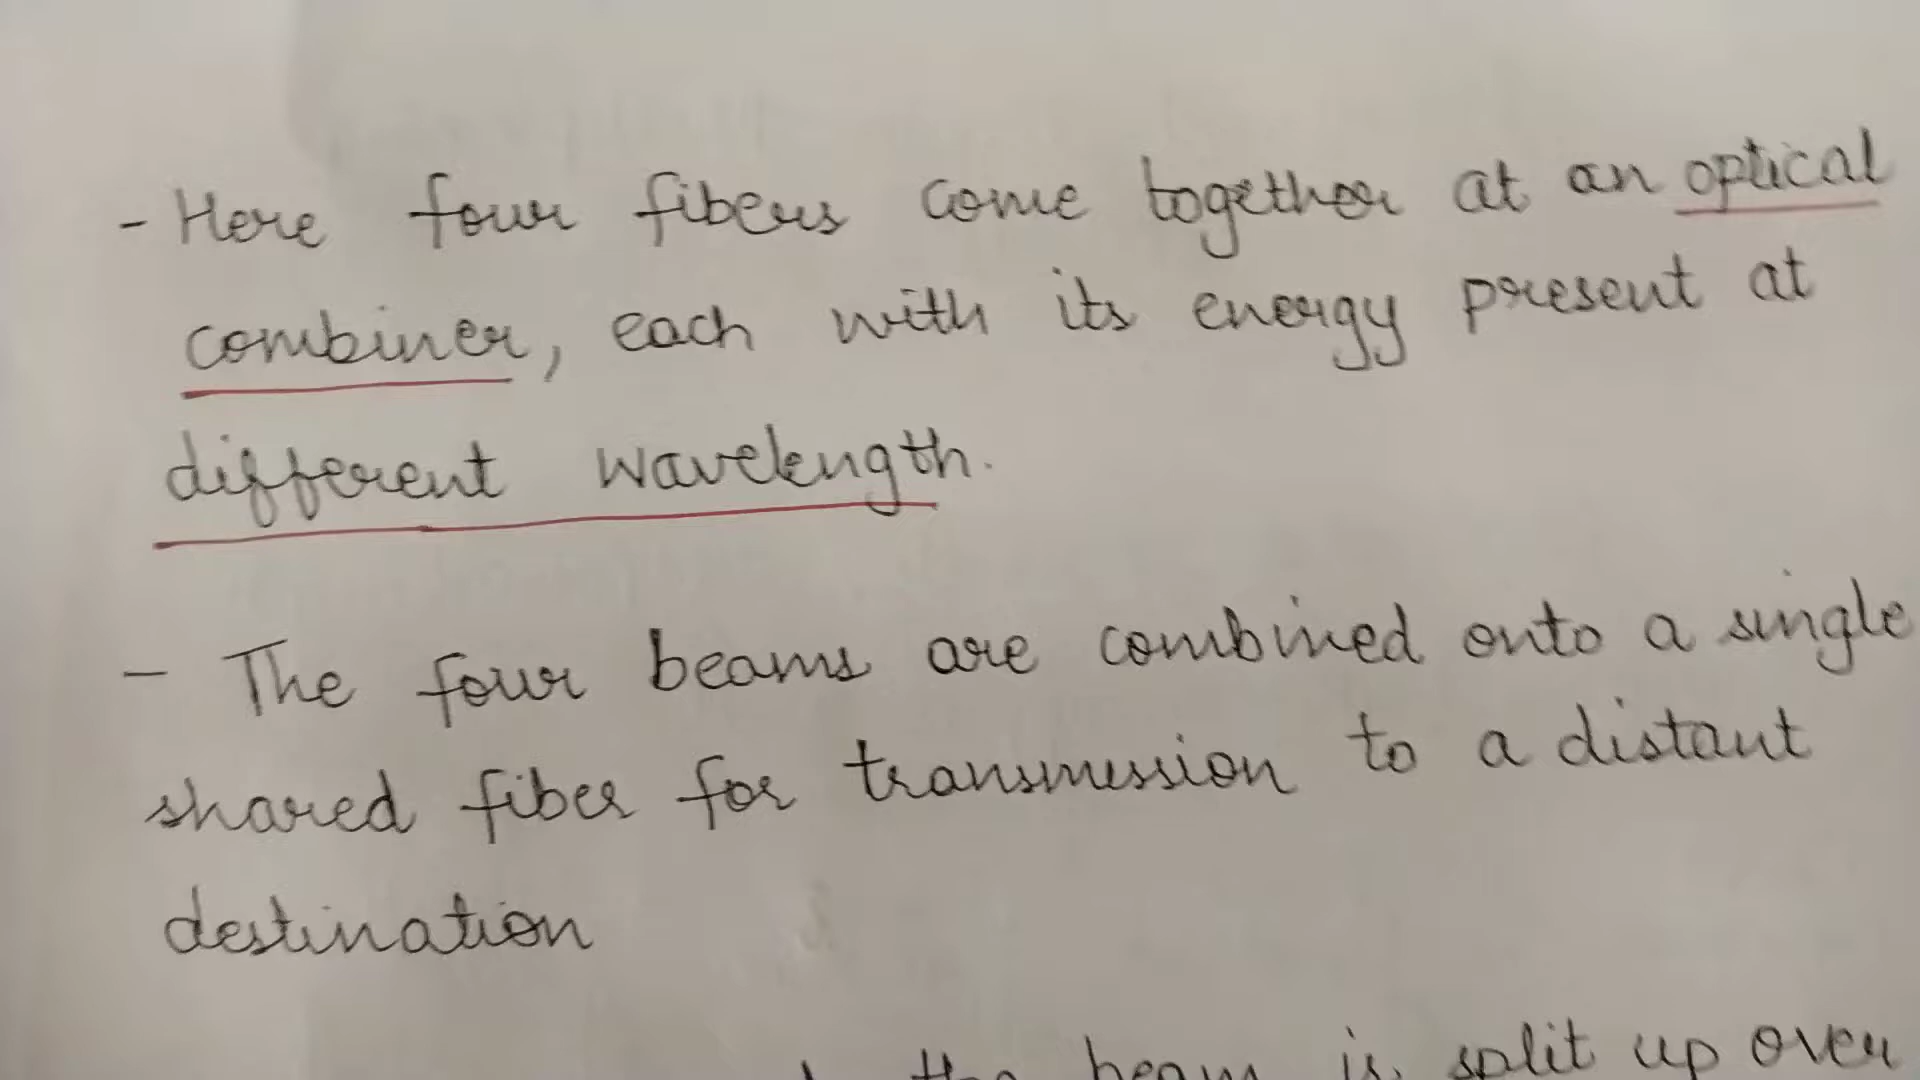 - Here four fibers come together at an optical
combiner, each with its energy present at
different wavelength.
- The four beams are combined onto a single
shared fiber for transmission to a distant
destination
the beam is split up over